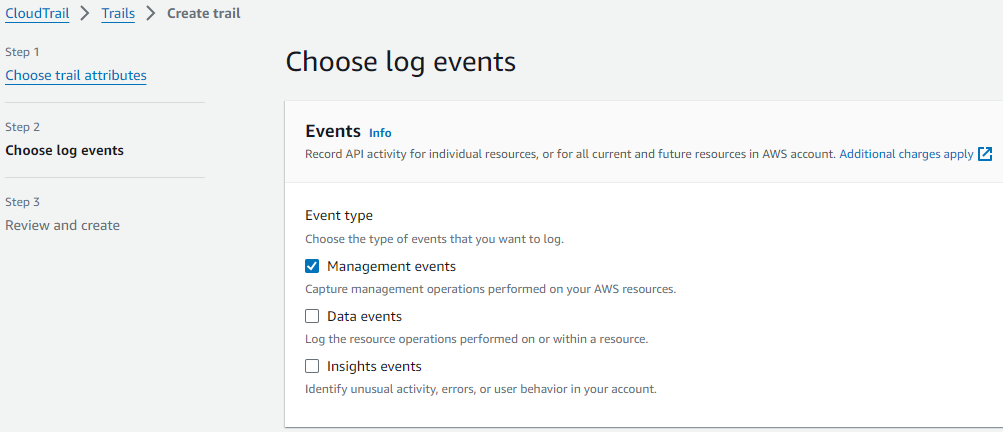 CloudTrail > Trails > Create trail
Step 1
Choose trail attributes
Step 2
Choose log events
Step 3
Review and create
Choose log events
Events Info
Record API activity for individual resources, or for all current and future resources in AWS account. Additional charges apply
Event type
Choose the type of events that you want to log.
Management events
Capture management operations performed on your AWS resources.
Data events
Log the resource operations performed on or within a resource.
Insights events
Identify unusual activity, errors, or user behavior in your account.